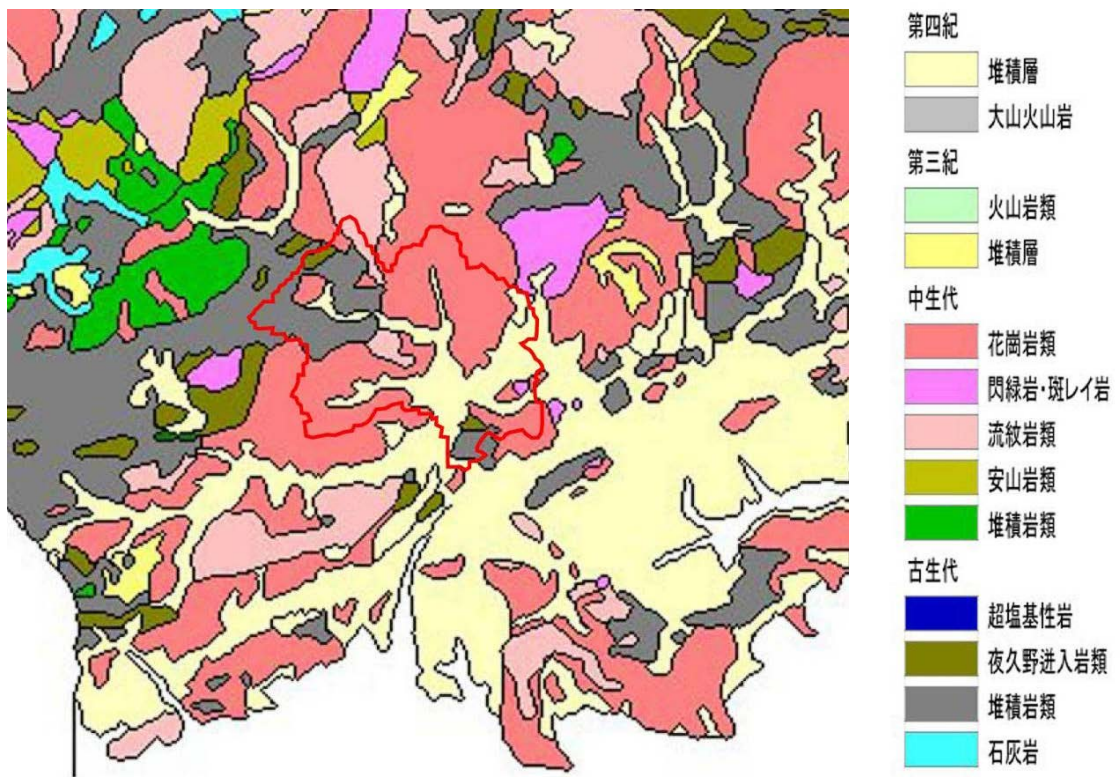 第四紀
堆積層
大山火山岩
第三紀
火山岩類
堆積層
中生代
花崗岩類
閃緑岩・斑レイ岩
流紋岩類
安山岩類
堆積岩類
古生代
超塩基性岩
夜久野迸入岩類
堆積岩類
石灰岩